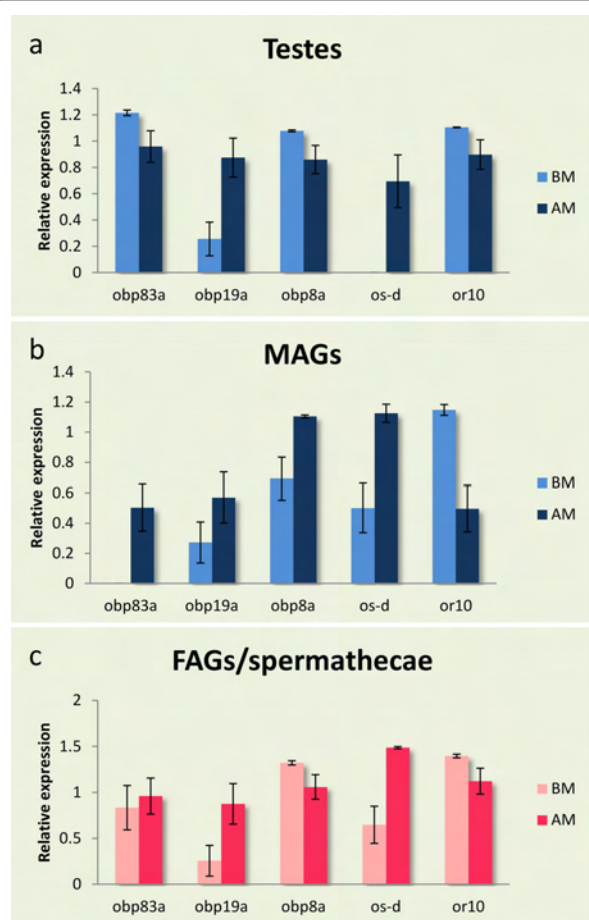 a
Testes
Relative expression
1.4
1.2
1
0.8
0.6
0.4
0.2
0
obp83a obp19a obp8a os-d or10
BM
AM
b
MAGs
Relative expression
1.4
1.2
1
0.8
0.6
0.4
0.2
0
obp83a obp19a obp8a os-d or10
BM
AM
c
FAGs/spermathecae
Relative expression
2
1.5
1
0.5
0
obp83a obp19a obp8a os-d or10
BM
AM